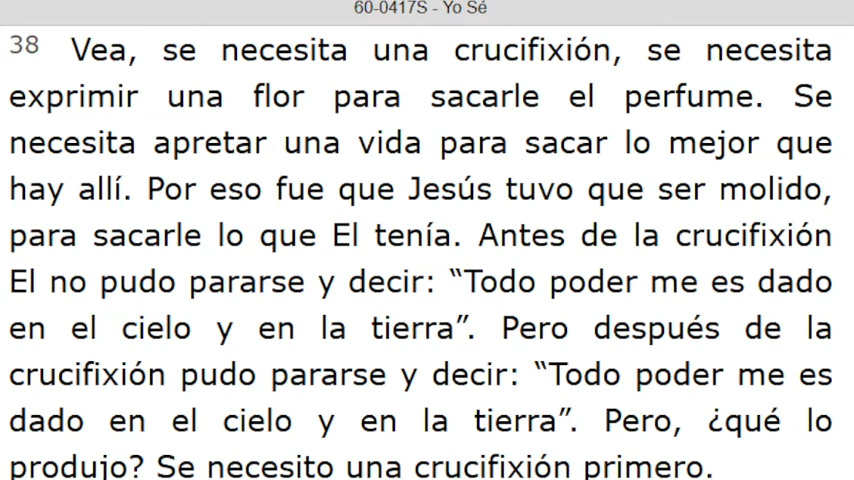 60-0417S - Yo Sé
38 Vea, se necesita una crucifixión, se necesita
exprimir una flor para sacarle el perfume. Se
necesita apretar una vida para sacar lo mejor que
hay allí. Por eso fue que Jesús tuvo que ser molido,
para sacarle lo que El tenía. Antes de la crucifixión
El no pudo pararse y decir: “Todo poder me es dado
en el cielo y en la tierra”. Pero después de la
crucifixión pudo pararse y decir: “Todo poder me es
dado en el cielo y en la tierra”. Pero, ¿qué lo
produjo? Se necesito una crucifixión primero.